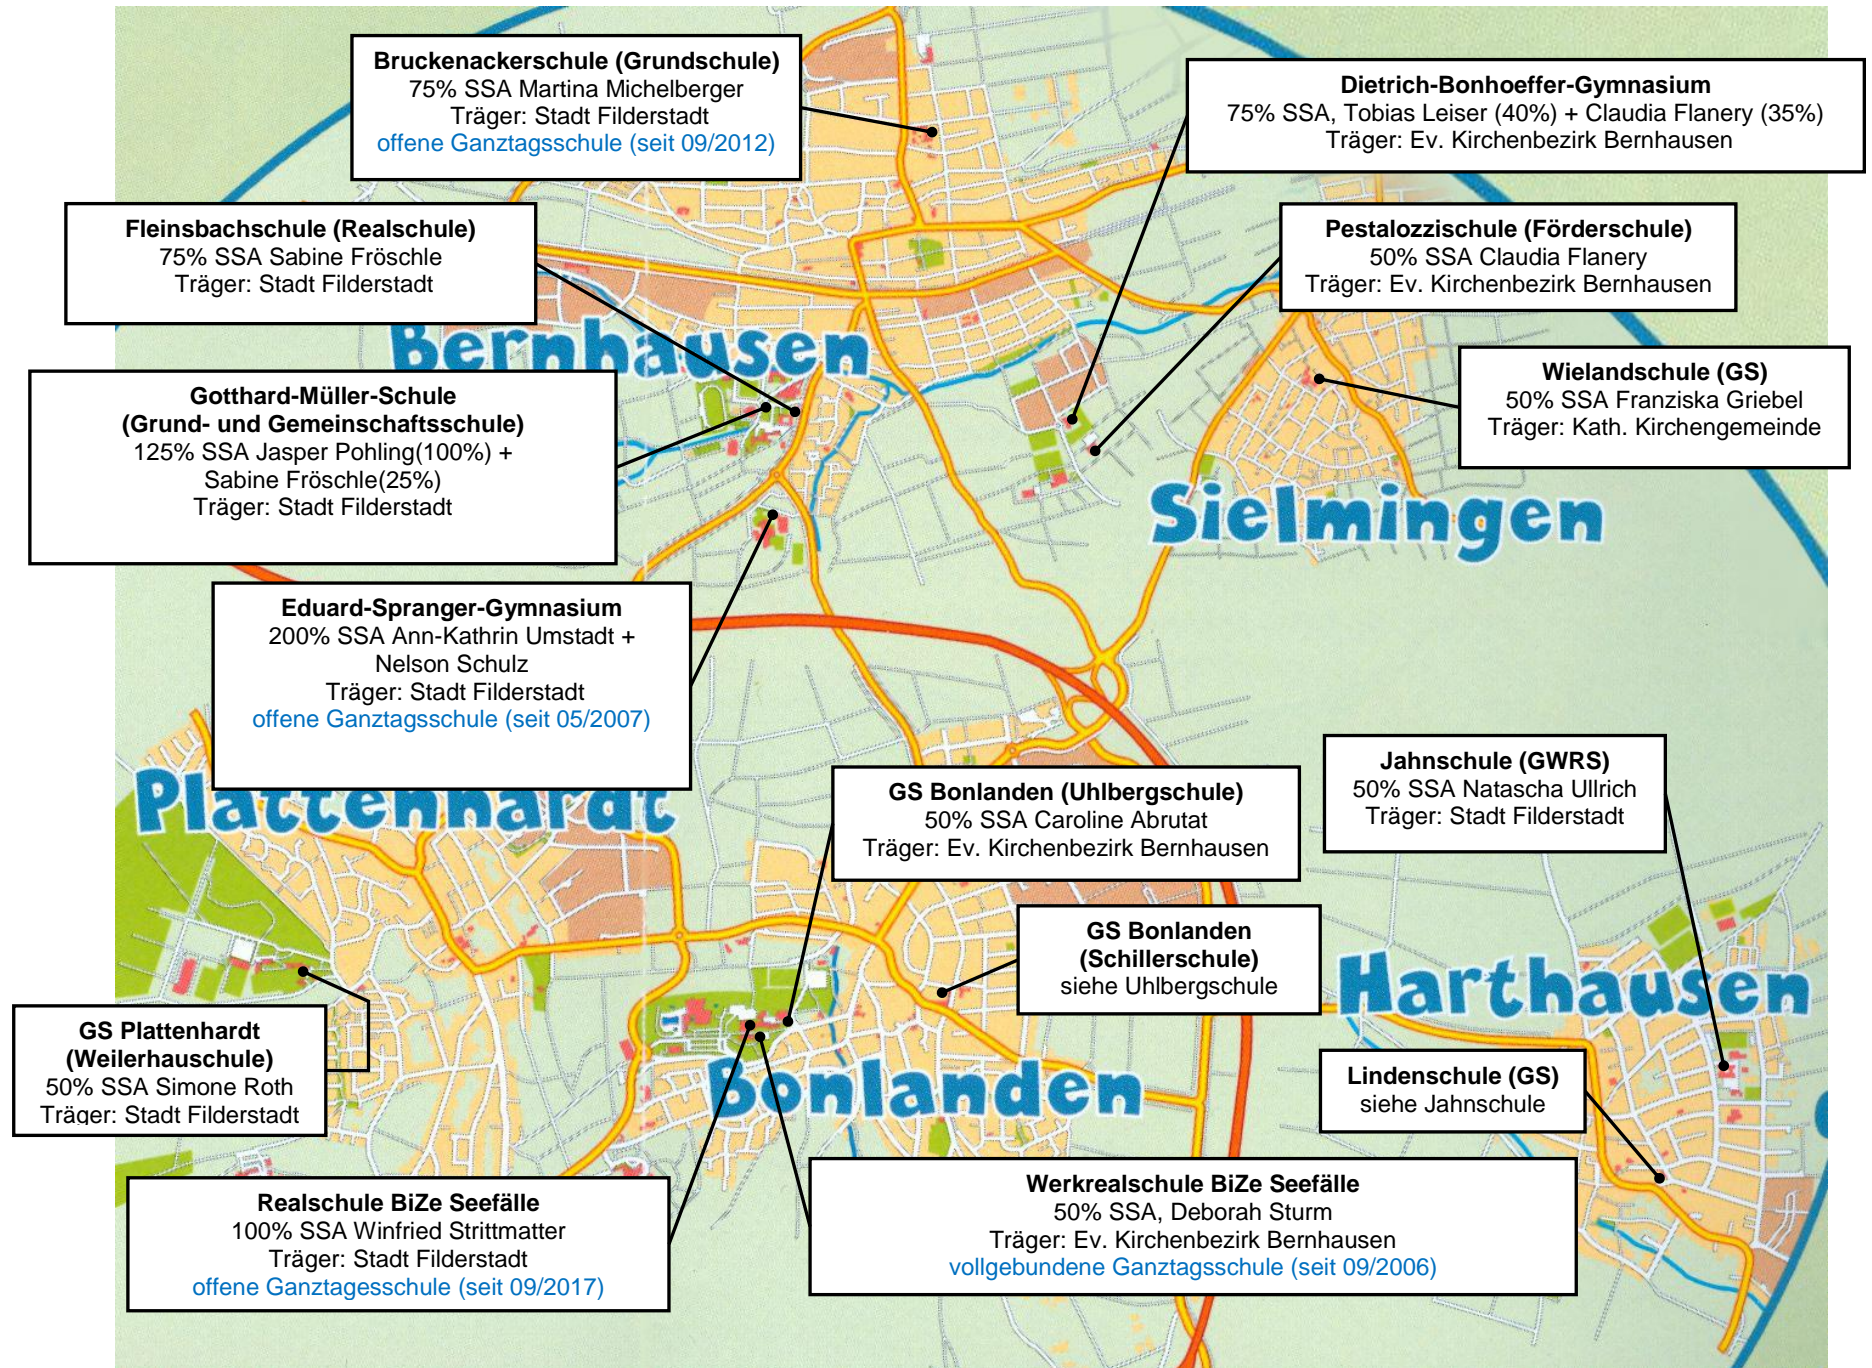 Bruckenackerschule (Grundschule)
75% SSA Martina Michelberger
Träger: Stadt Filderstadt
offene Ganztagsschule (seit 09/2012)
Dietrich-Bonhoeffer-Gymnasium
75% SSA, Tobias Leiser (40%) + Claudia Flanery (35%)
Träger: Ev. Kirchenbezirk Bernhausen
Fleinsbachschule (Realschule)
75% SSA Sabine Fröschle
Träger: Stadt Filderstadt
Pestalozzischule (Förderschule)
50% SSA Claudia Flanery
Träger: Ev. Kirchenbezirk Bernhausen
Bernhausen
Wielandschule (GS)
50% SSA Franziska Griebel
Träger: Kath. Kirchengemeinde
Gotthard-Müller-Schule
(Grund- und Gemeinschaftsschule)
125% SSA Jasper Pohling(100%) +
Sabine Fröschle(25%)
Träger: Stadt Filderstadt
Sielmingen
Eduard-Spranger-Gymnasium
200% SSA Ann-Kathrin Umstadt +
Nelson Schulz
Träger: Stadt Filderstadt
offene Ganztagsschule (seit 05/2007)
Plattenhardt
GS Bonlanden (Uhlbergschule)
50% SSA Caroline Abrutat
Träger: Ev. Kirchenbezirk Bernhausen
Jahnschule (GWRS)
50% SSA Natascha Ullrich
Träger: Stadt Filderstadt
GS Bonlanden
(Schillerschule)
siehe Uhlbergschule
Harthausen
GS Plattenhardt
(Weilerhauschule)
50% SSA Simone Roth
Träger: Stadt Filderstadt
Bonlanden
Lindenschule (GS)
siehe Jahnschule
Realschule BiZe Seefälle
100% SSA Winfried Strittmatter
Träger: Stadt Filderstadt
offene Ganztagesschule (seit 09/2017)
Werkrealschule BiZe Seefälle
50% SSA, Deborah Sturm
Träger: Ev. Kirchenbezirk Bernhausen
vollgebundene Ganztagsschule (seit 09/2006)